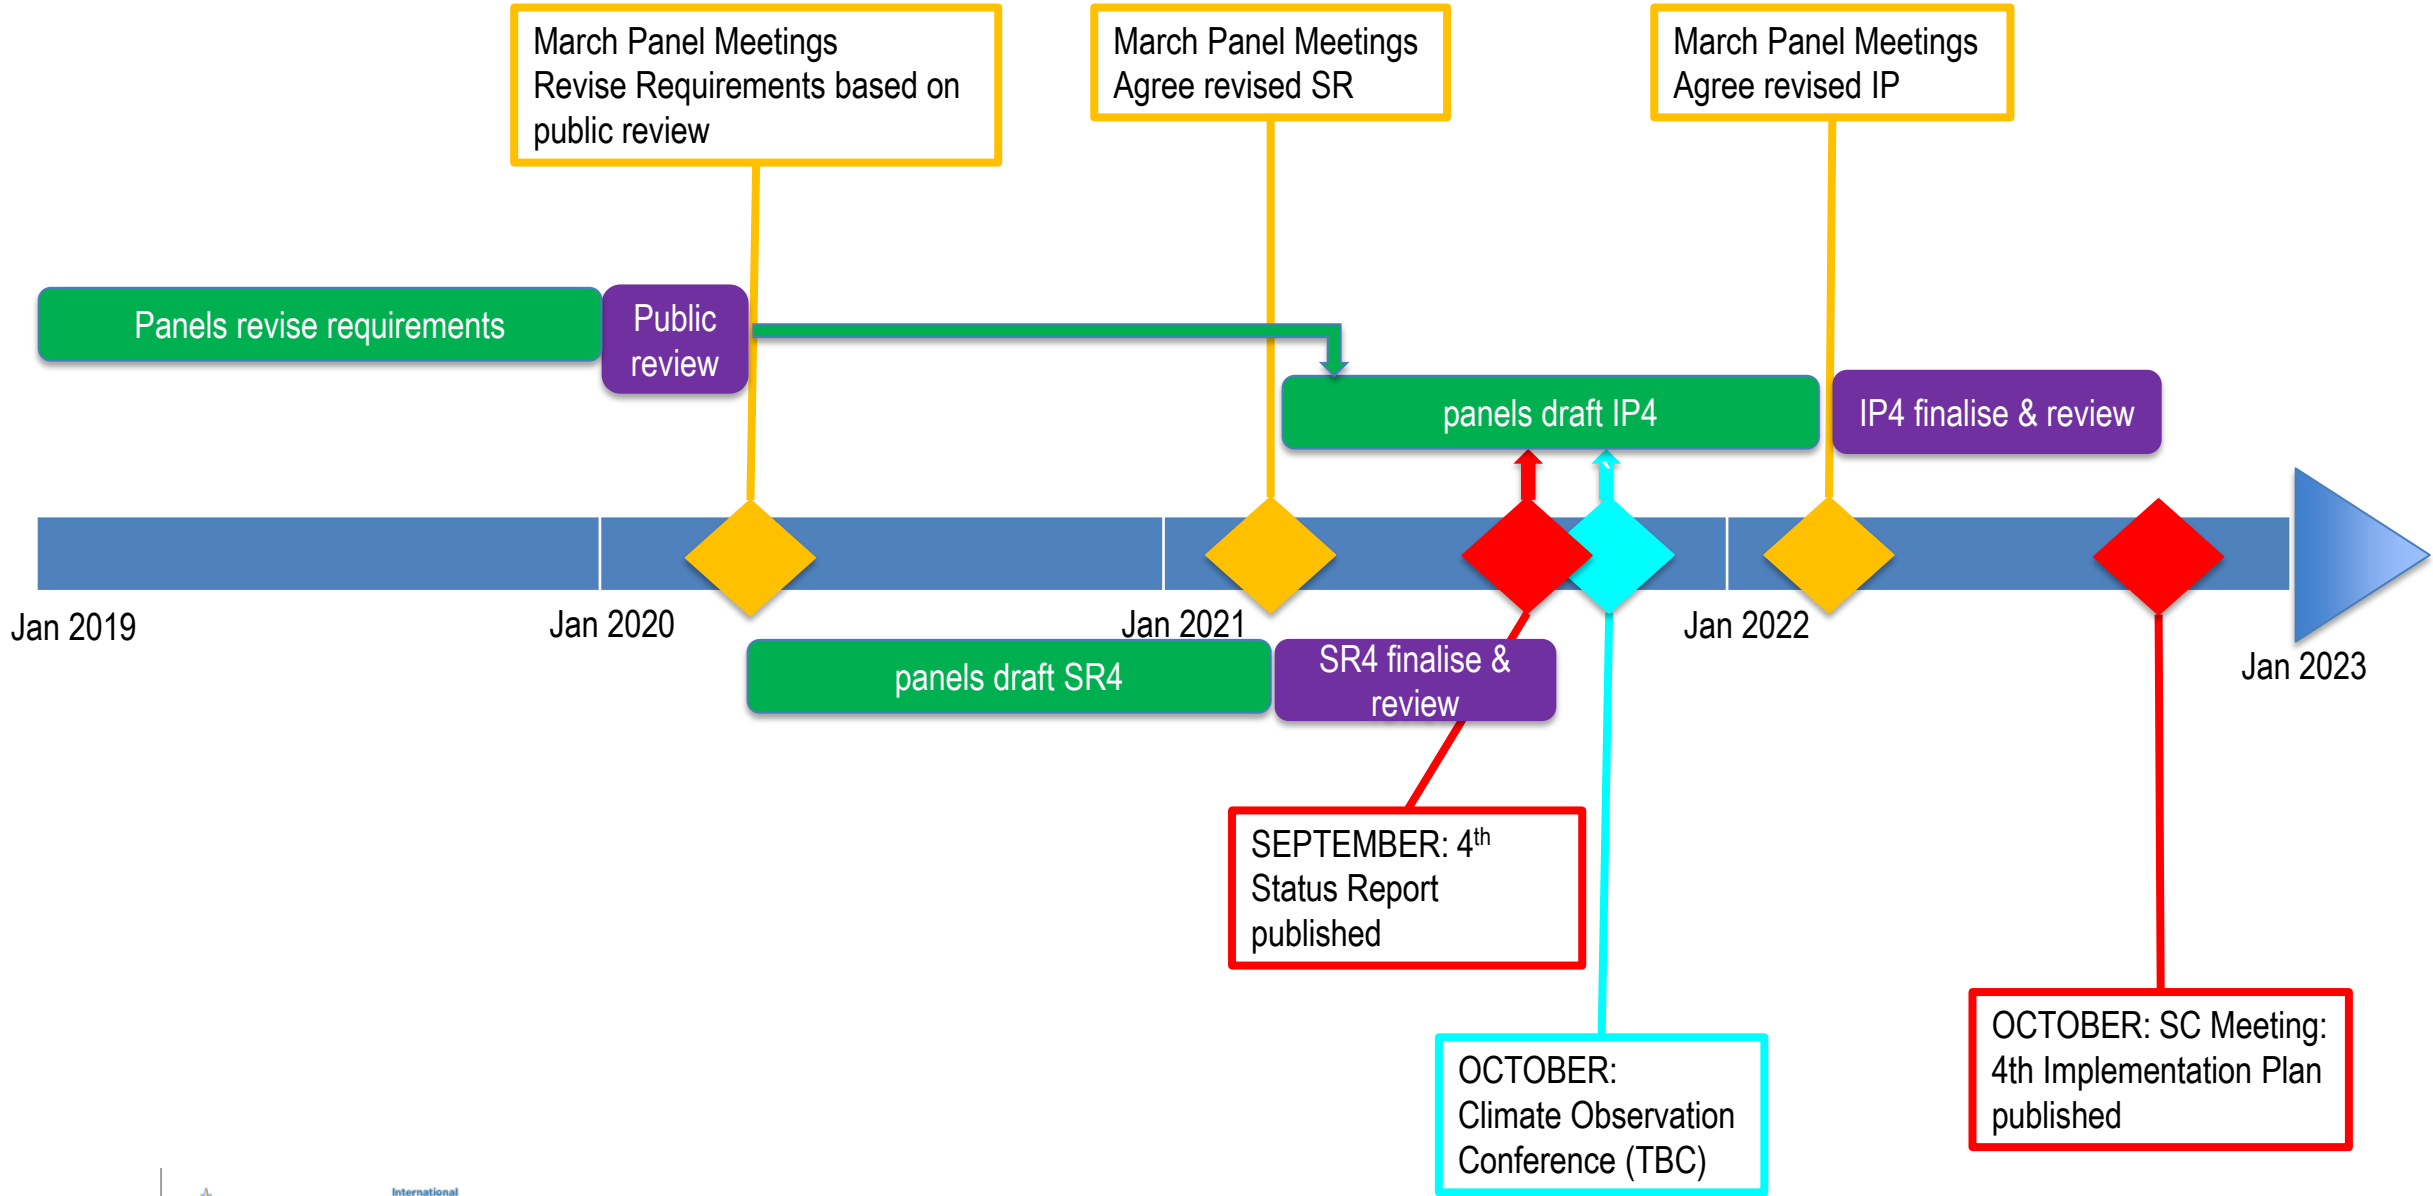 March Panel Meetings
Revise Requirements based on
public review
March Panel Meetings
Agree revised SR
March Panel Meetings
Agree revised IP
Panels revise requirements
Public
review
panels draft IP4
IP4 finalise & review
Jan 2019
Jan 2020
Jan 2021
Jan 2022
Jan 2023
panels draft SR4
SR4 finalise &
review
SEPTEMBER: 4th
Status Report
published
OCTOBER:
Climate Observation
Conference (TBC)
OCTOBER: SC Meeting:
4th Implementation Plan
published
International